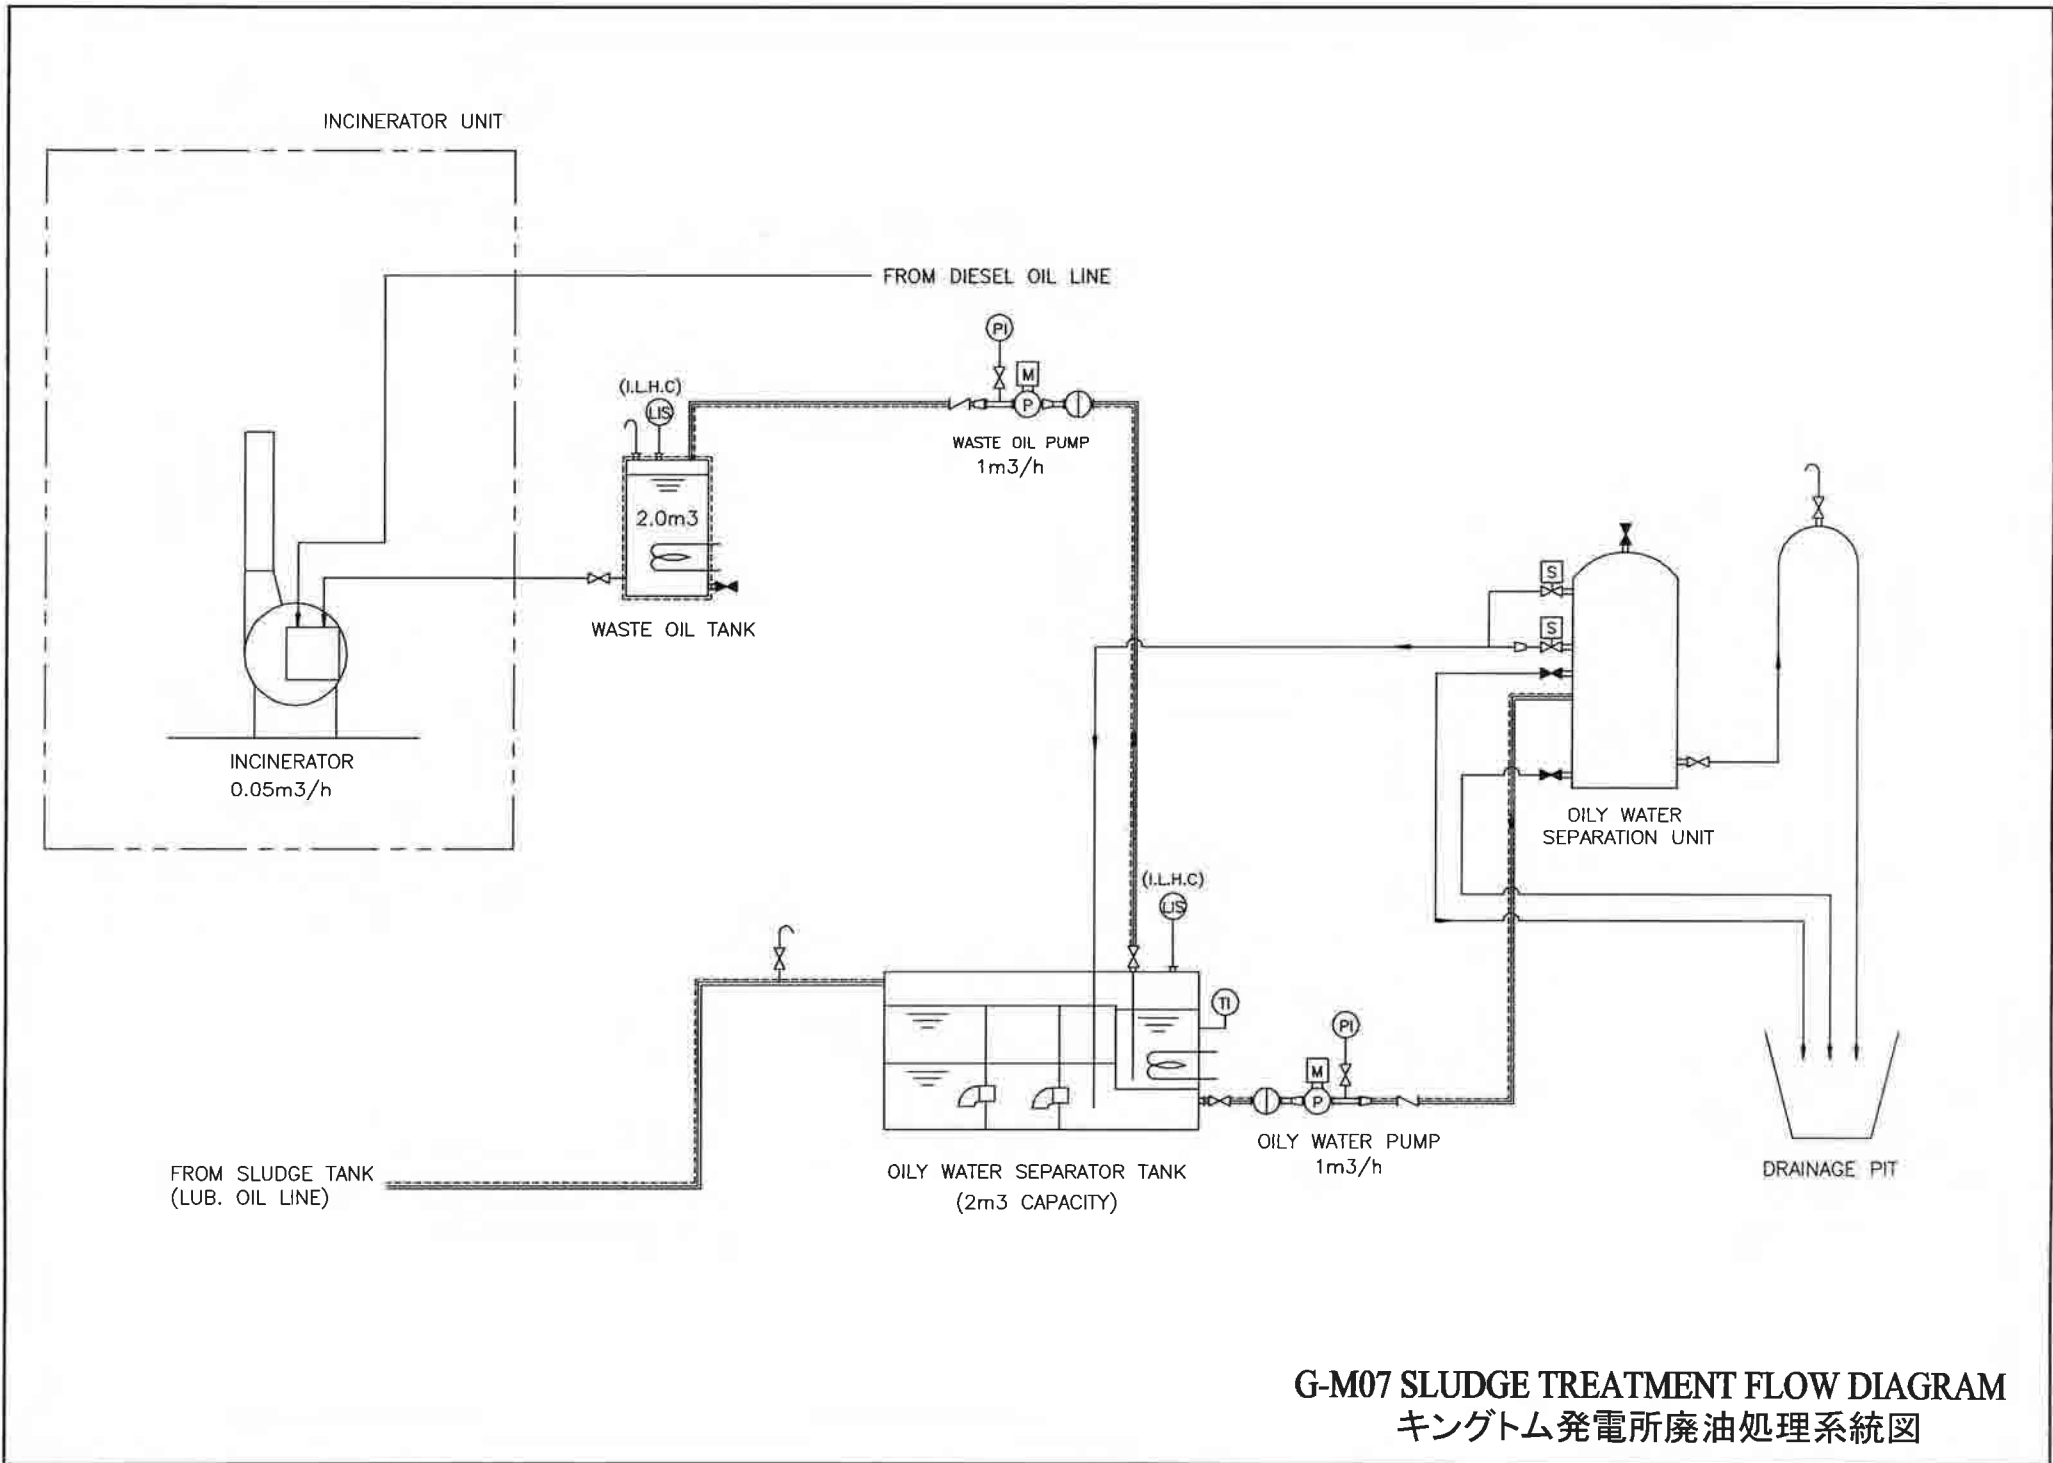 INCINERATOR UNIT
FROM DIESEL OIL LINE
PI
M
P
(I.L.H.C)
LIS
WASTE OIL PUMP
1m3/h
2.0m3
WASTE OIL TANK
S
S
INCINERATOR
0.05m3/h
OILY WATER
SEPARATION UNIT
(I.L.H.C)
LIS
TI
PI
M
P
OILY WATER PUMP
1m3/h
DRAINAGE PIT
FROM SLUDGE TANK
(LUB. OIL LINE)
OILY WATER SEPARATOR TANK
(2m3 CAPACITY)
G-M07 SLUDGE TREATMENT FLOW DIAGRAM
キングトム発電所廃油処理系統図